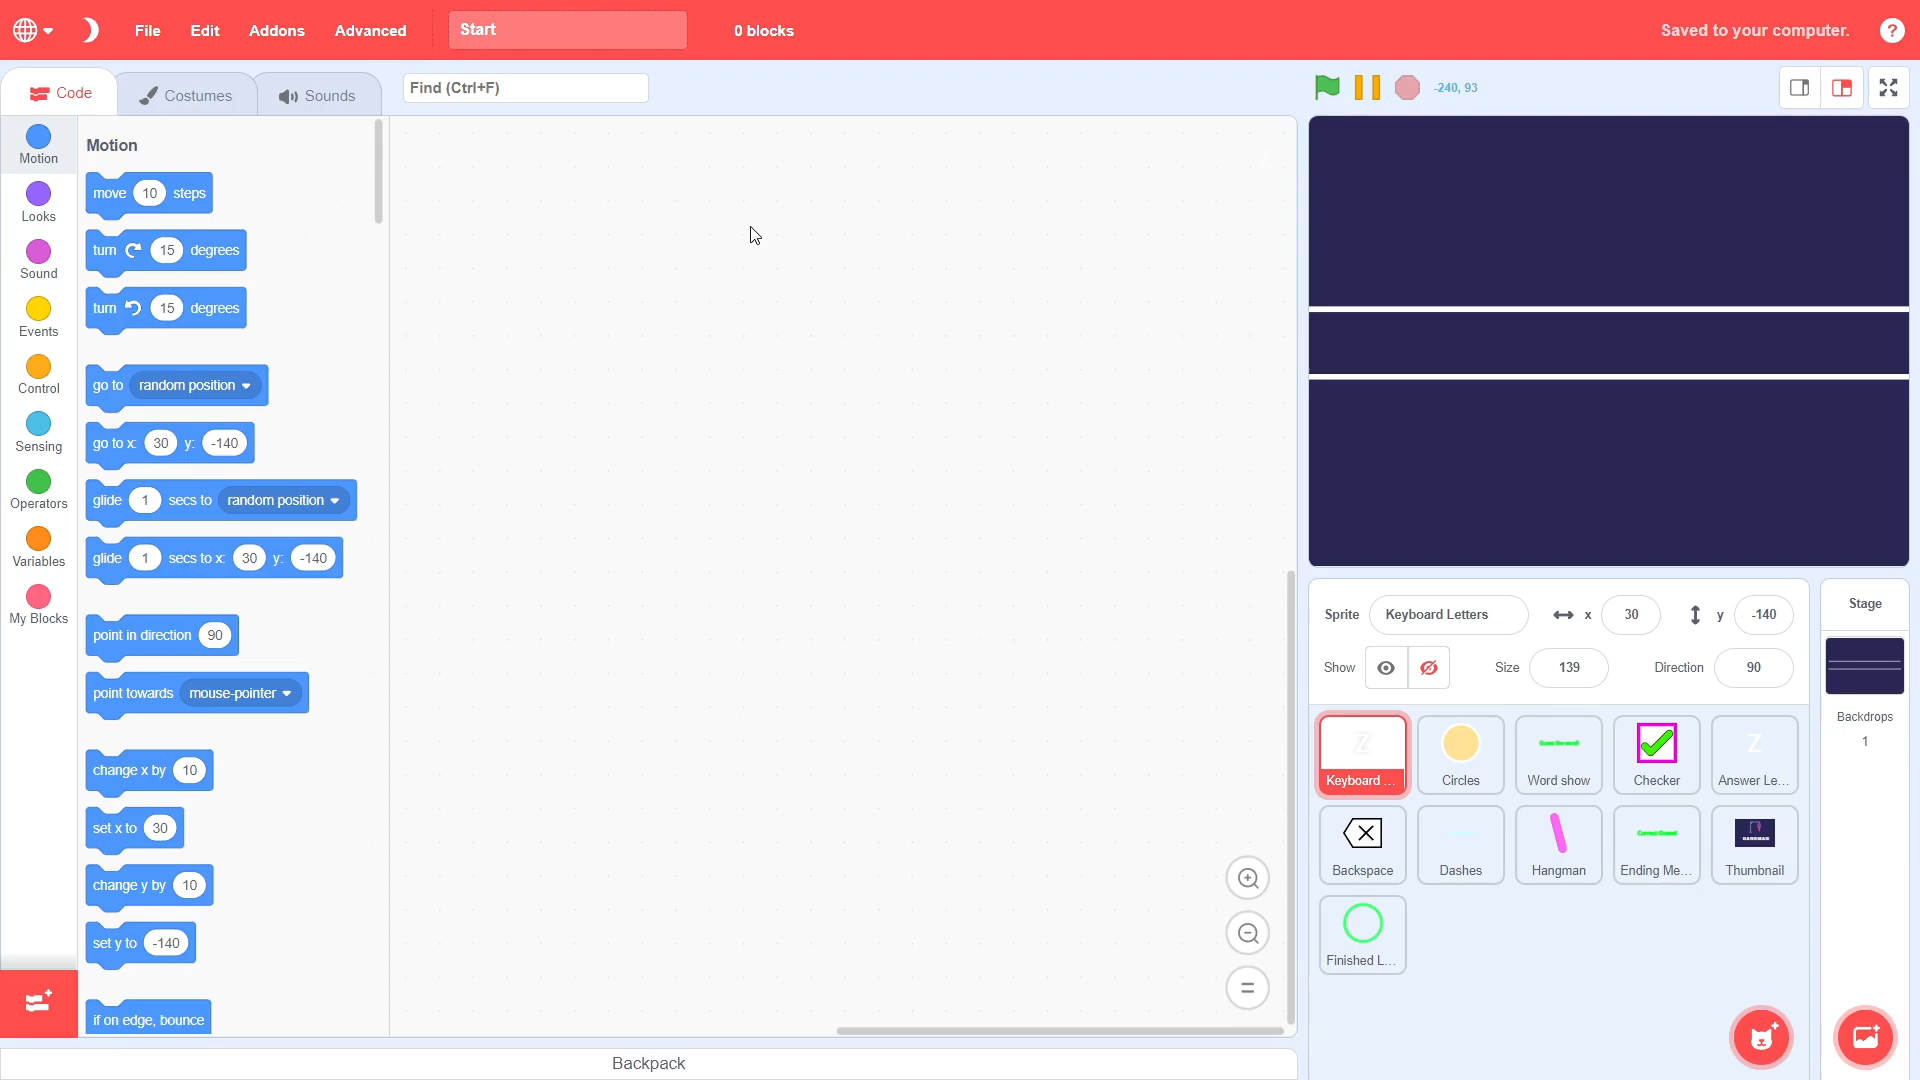 File Edit Addons Advanced Start 0 blocks Saved to your computer. ?
Code Costumes Sounds Find (Ctrl+F) -240, 93
Motion
Looks
Sound
Events
Control
Sensing
Operators
Variables
My Blocks
Motion
move 10 steps
turn 15 degrees
turn 15 degrees
go to random position
go to x: 30 y: -140
glide 1 secs to random position
glide 1 secs to x: 30 y: -140
point in direction 90
point towards mouse-pointer
change x by 10
set x to 30
change y by 10
set y to -140
if on edge, bounce
Backpack
Sprite Keyboard Letters x 30 y -140
Show Size 139 Direction 90
Z Z
Keyboard ... Circles Word show Checker Answer Le...
HANGMAN
Backspace Dashes Hangman Ending Me... Thumbnail
Finished L...
Stage
Backdrops
1